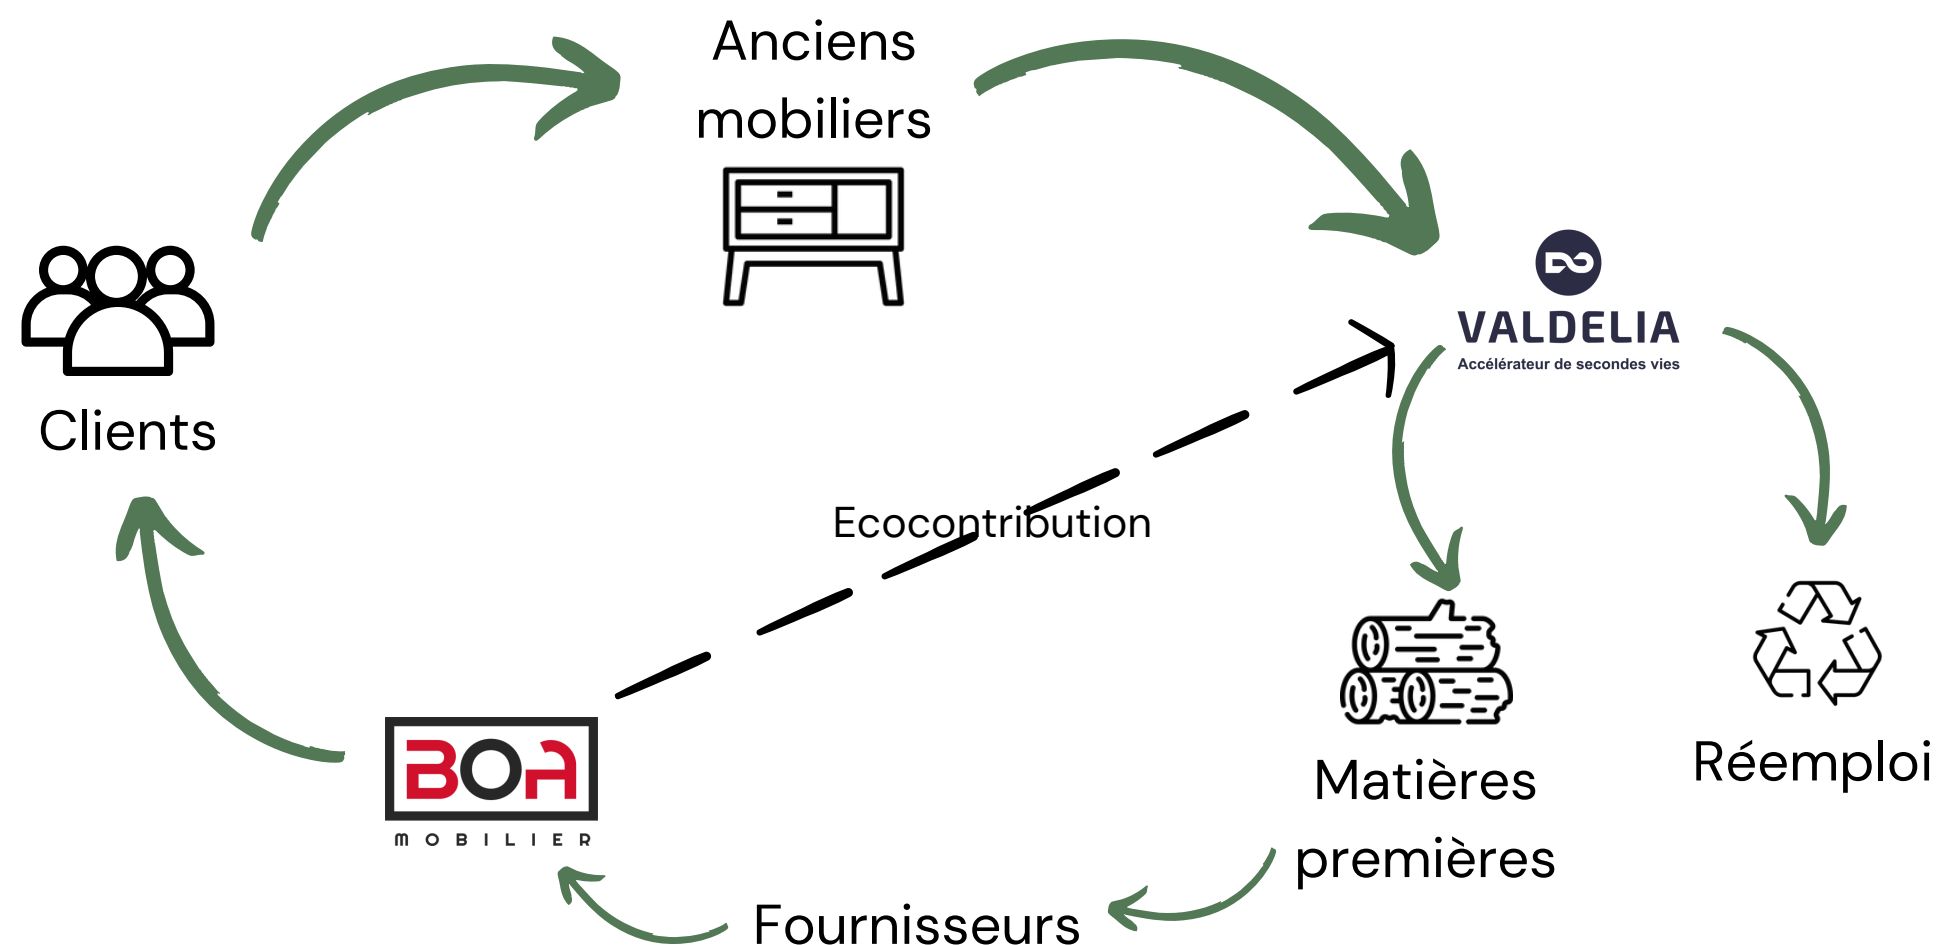 Anciens
mobiliers
VALDELIA
Accélérateur de secondes vies
Clients
Ecocontribution
BOA
MOBILIER
Matières
premières
Réemploi
Fournisseurs